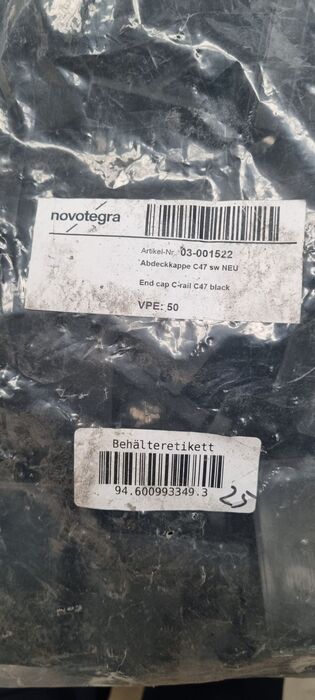 novotegra
Artikel-Nr. 03-001522
Abdeckkappe C47 sw NEU
End cap C-rail C47 black
VPE: 50
Behälteretikett
94.600993349.3
25